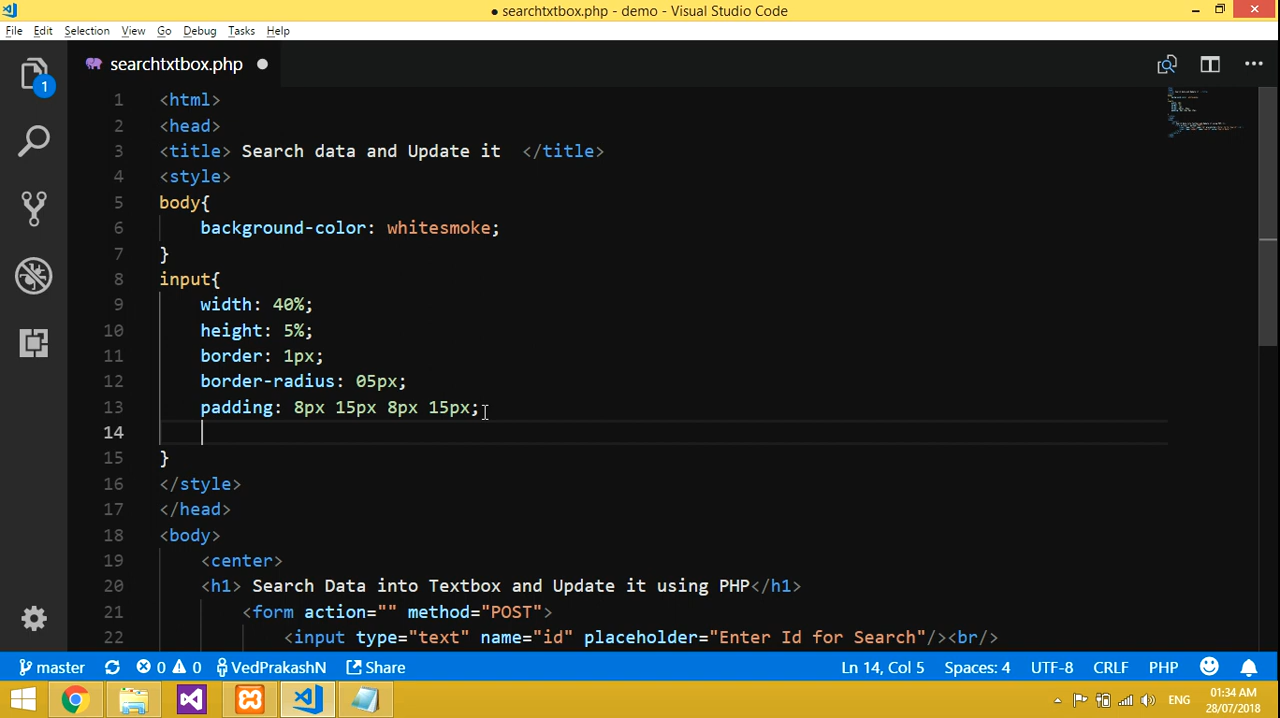 ● searchtxtbox.php - demo - Visual Studio Code
File Edit Selection View Go Debug Tasks Help
1
searchtxtbox.php ●
1 <html>
2 <head>
3 <title> Search data and Update it  </title>
4 <style>
5 body{
6     background-color: whitesmoke;
7 }
8 input{
9     width: 40%;
10     height: 5%;
11     border: 1px;
12     border-radius: 05px;
13     padding: 8px 15px 8px 15px;
14
15 }
16 </style>
17 </head>
18 <body>
19     <center>
20     <h1> Search Data into Textbox and Update it using PHP</h1>
21         <form action="" method="POST">
22             <input type="text" name="id" placeholder="Enter Id for Search"/><br/>
master 0 0 VedPrakashN Share Ln 14, Col 5 Spaces: 4 UTF-8 CRLF PHP
ENG 01:34 AM
28/07/2018